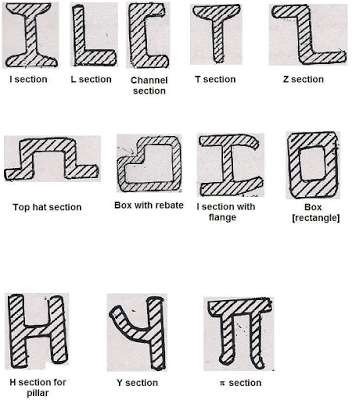 I section
L section
Channel
section
T section
Z section
Top hat section
Box with rebate
I section with
flange
Box
[rectangle]
H section for
pillar
Y section
π section